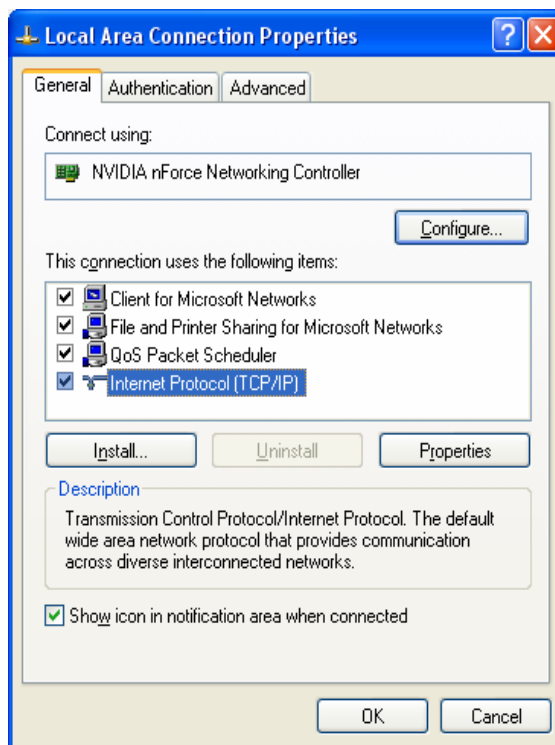 Local Area Connection Properties
General Authentication Advanced
Connect using:
NVIDIA nForce Networking Controller
Configure...
This connection uses the following items:
Client for Microsoft Networks
File and Printer Sharing for Microsoft Networks
QoS Packet Scheduler
Internet Protocol (TCP/IP)
Install... Uninstall Properties
Description
Transmission Control Protocol/Internet Protocol. The default
wide area network protocol that provides communication
across diverse interconnected networks.
Show icon in notification area when connected
OK Cancel